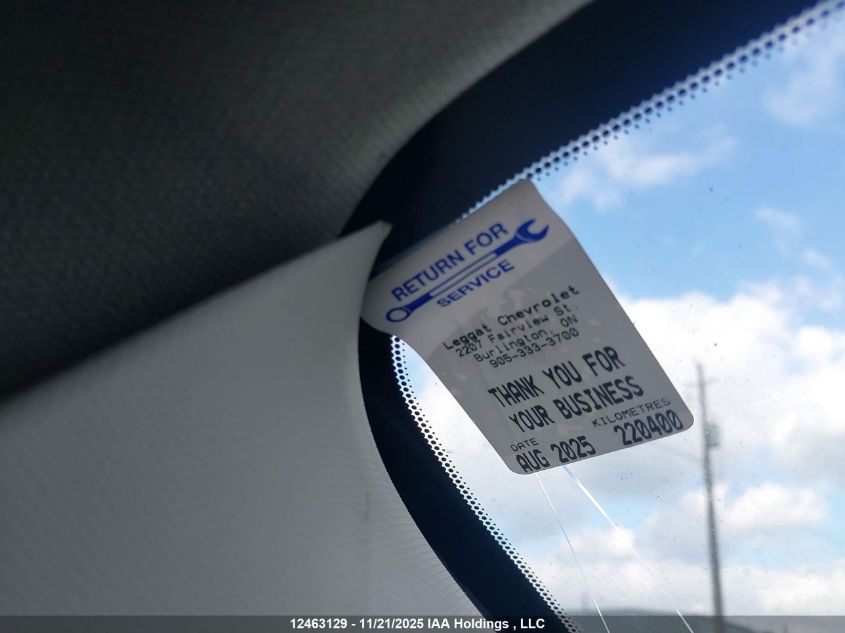 RETURN FOR
SERVICE
Leggat Chevrolet
2207 Fairview St.
Burlington, ON
905-333-3700
THANK YOU FOR
YOUR BUSINESS
DATE KILOMETRES
AUG 2025 220400
12463129 - 11/21/2025 IAA Holdings , LLC